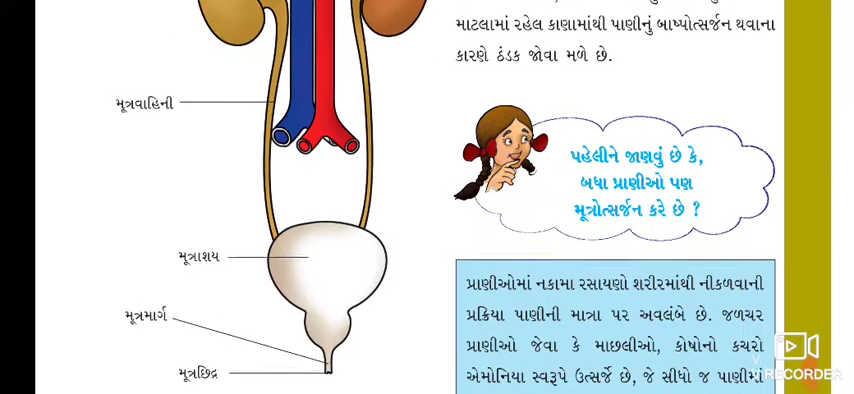 માટલામાં રહેલ કાણામાંથી પાણીનું બાષ્પોત્સર્જન થવાના
કારણે ઠંડક જોવા મળે છે.
મૂત્રવાહિની
પહેલીને જાણવું છે કે,
બધા પ્રાણીઓ પણ
મૂત્રોત્સર્જન કરે છે ?
મૂત્રાશય
મૂત્રમાર્ગ
મૂત્રછિદ્ર
પ્રાણીઓમાં નકામા રસાયણો શરીરમાંથી નીકળવાની
પ્રક્રિયા પાણીની માત્રા પર અવલંબે છે. જળચર
પ્રાણીઓ જેવા કે માછલીઓ, કોષોનો કચરો
એમોનિયા સ્વરૂપે ઉત્સર્જે છે, જે સીધો જ પાણીમાં
RECORDER